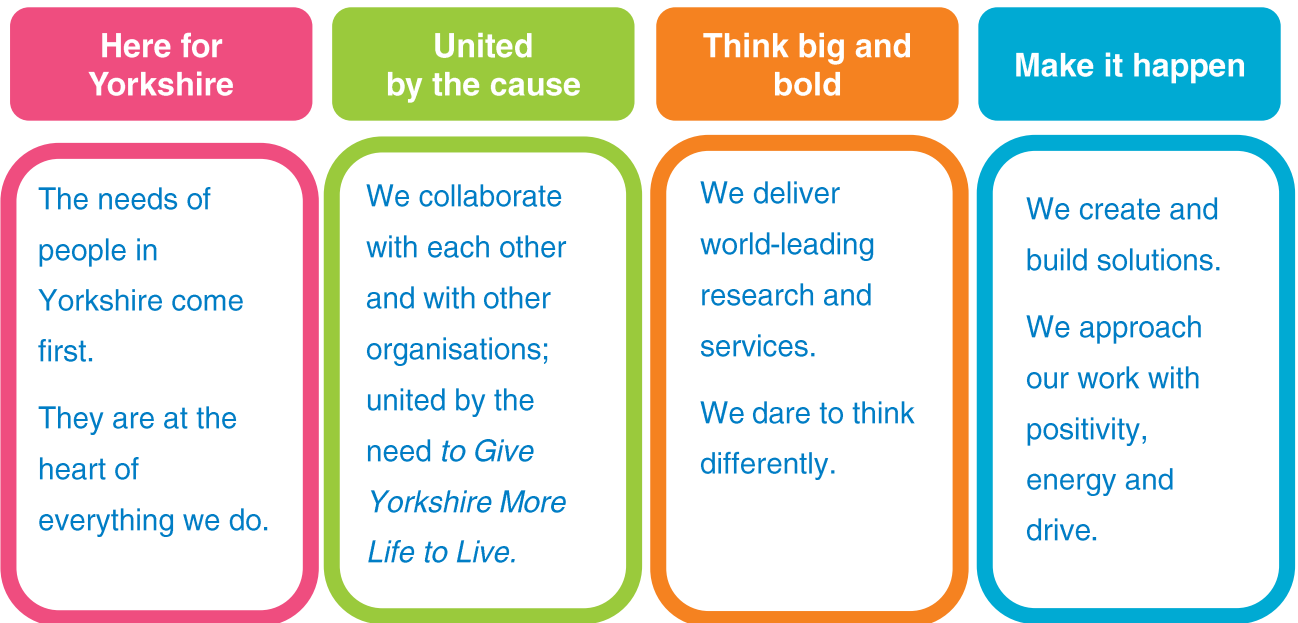 Here for
Yorkshire
The needs of
people in
Yorkshire come
first.
They are at the
heart of
everything we do.
United
by the cause
We collaborate
with each other
and with other
organisations;
united by the
need to Give
Yorkshire More
Life to Live.
Think big and
bold
We deliver
world-leading
research and
services.
We dare to think
differently.
Make it happen
We create and
build solutions.
We approach
our work with
positivity,
energy and
drive.